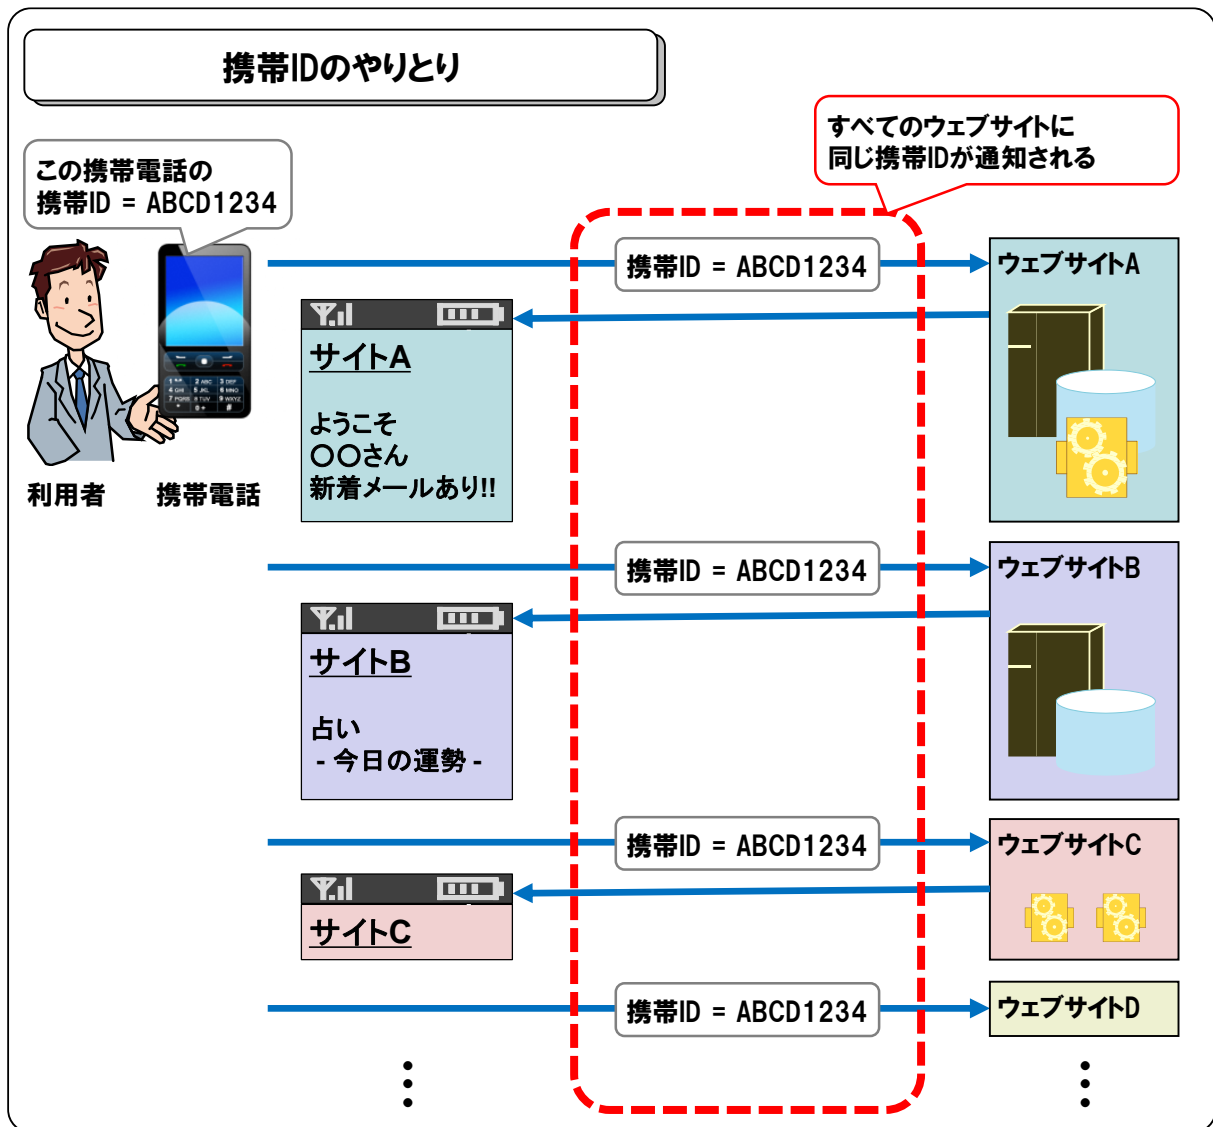 携帯IDのやりとり
すべてのウェブサイトに
同じ携帯IDが通知される
この携帯電話の
携帯ID = ABCD1234
利用者
携帯電話
携帯ID = ABCD1234
ウェブサイトA
サイトA
ようこそ
〇〇さん
新着メールあり!!
携帯ID = ABCD1234
ウェブサイトB
サイトB
占い
- 今日の運勢 -
携帯ID = ABCD1234
ウェブサイトC
サイトC
携帯ID = ABCD1234
ウェブサイトD